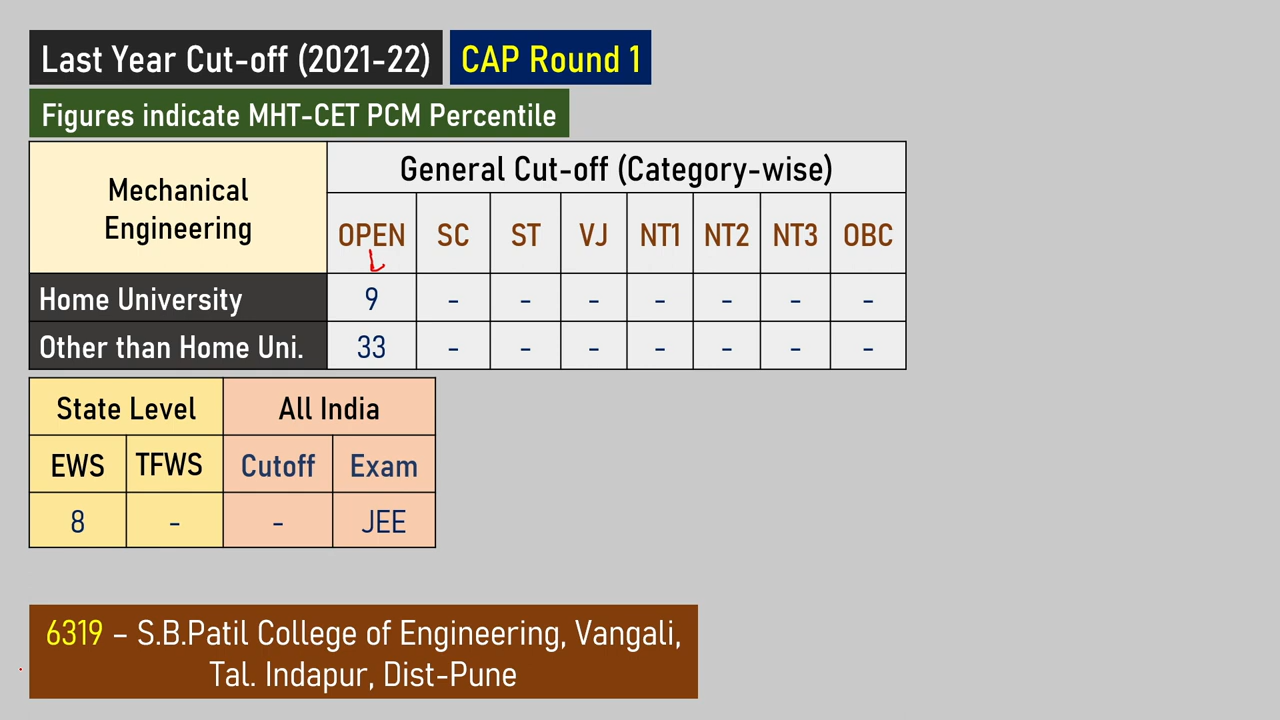 Last Year Cut-off (2021-22) CAP Round 1
Figures indicate MHT-CET PCM Percentile
Mechanical Engineering General Cut-off (Category-wise)
OPEN SC ST VJ NT1 NT2 NT3 OBC
Home University 9 - - - - - - -
Other than Home Uni. 33 - - - - - - -
State Level All India
EWS TFWS Cutoff Exam
8 - - JEE
6319 – S.B.Patil College of Engineering, Vangali,
Tal. Indapur, Dist-Pune